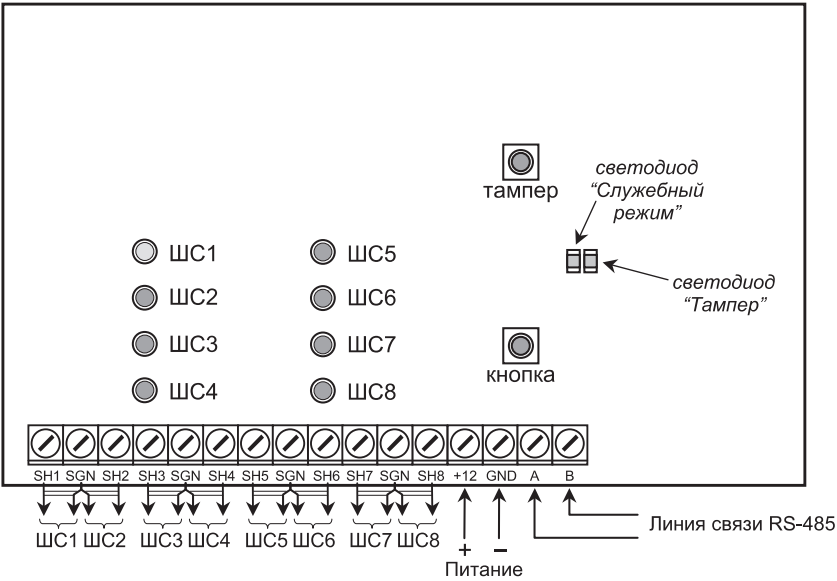 тампер
светодиод
“Служебный
режим”
ШС1
ШС5
ШС2
ШС6
светодиод
“Тампер”
ШС3
ШС7
кнопка
ШС4
ШС8
SH1 SGN SH2 SH3 SGN SH4 SH5 SGN SH6 SH7 SGN SH8 +12 GND A B
ШС1 ШС2 ШС3 ШС4 ШС5 ШС6 ШС7 ШС8
Линия связи RS-485
+ –
Питание